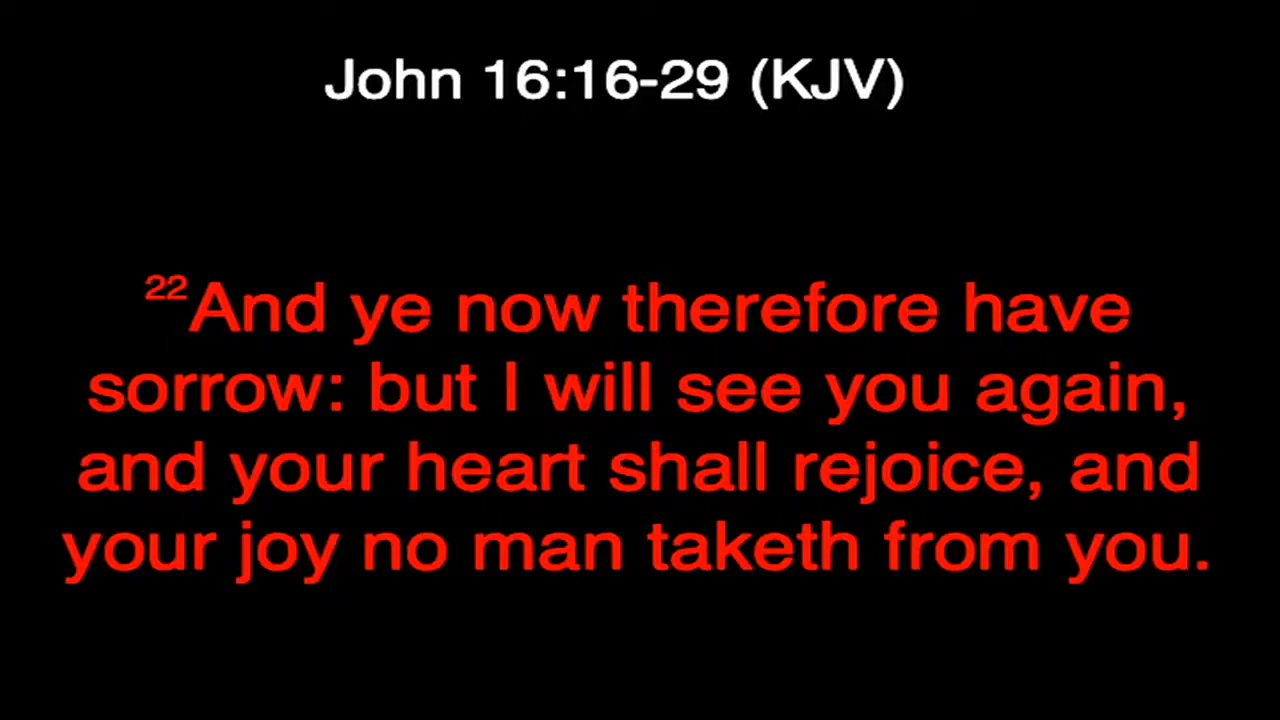 John 16:16-29 (KJV)
22And ye now therefore have
sorrow: but I will see you again,
and your heart shall rejoice, and
your joy no man taketh from you.